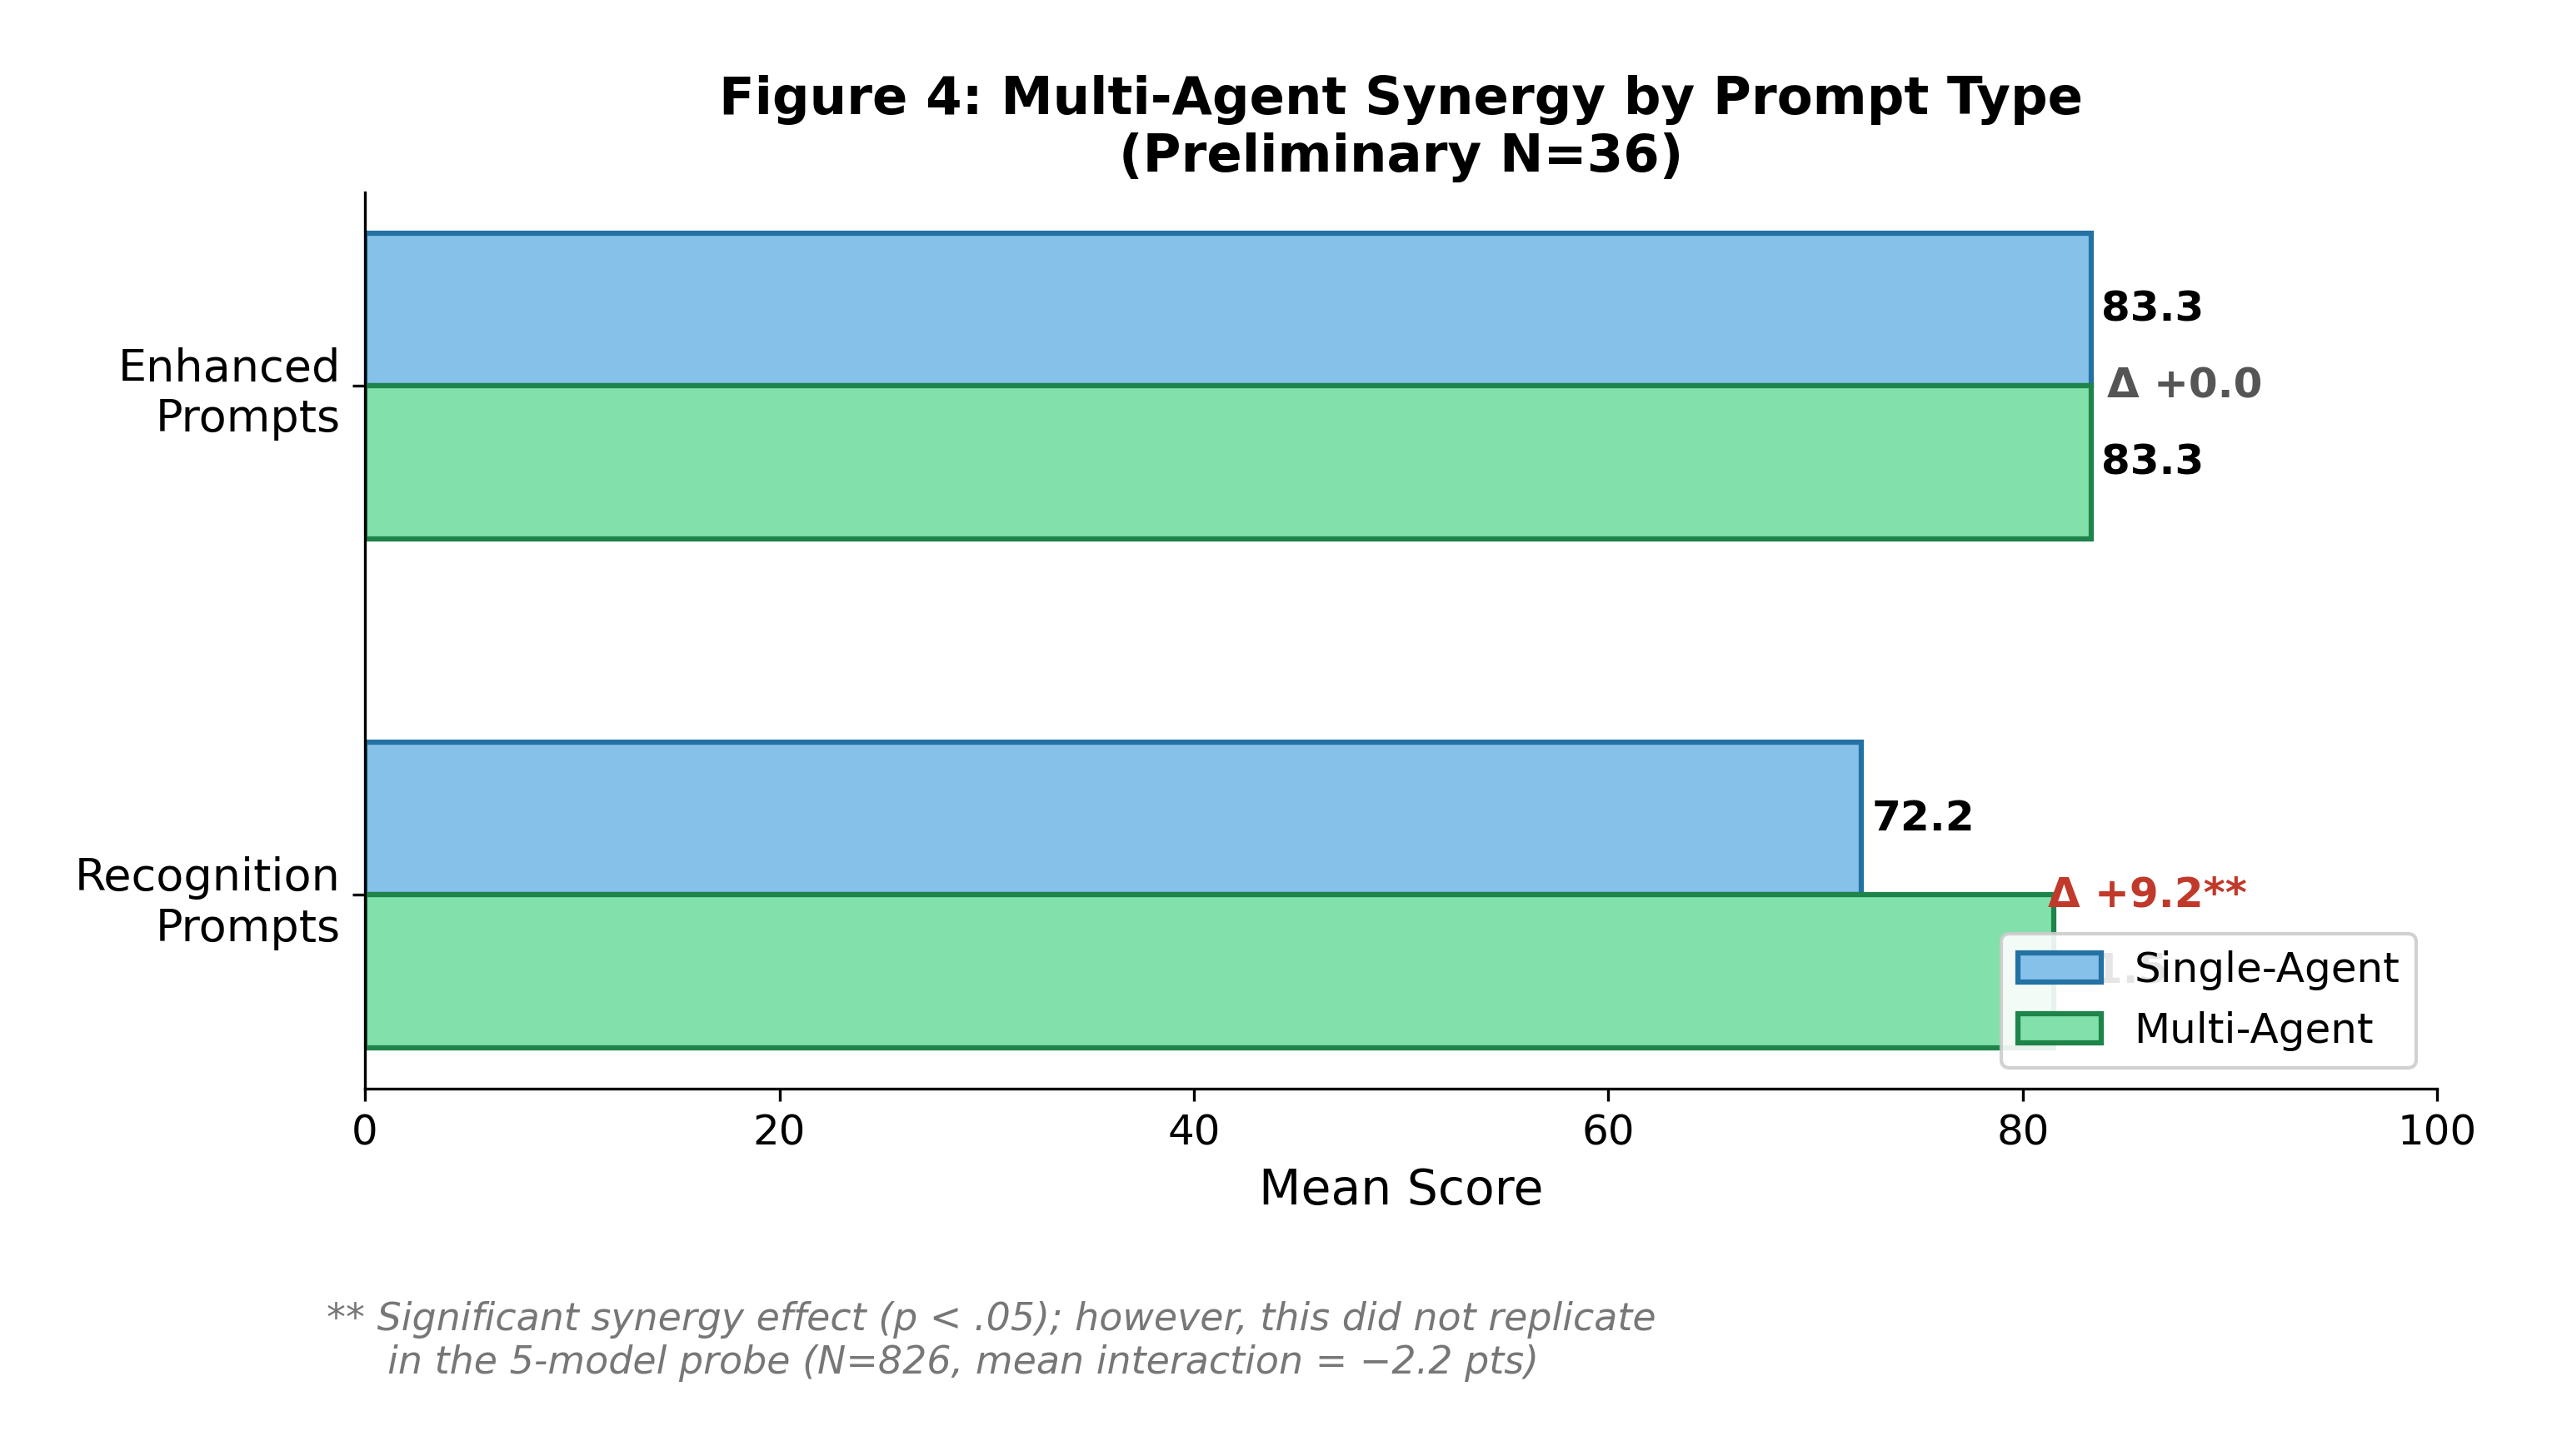 Figure 4: Multi-Agent Synergy by Prompt Type
(Preliminary N=36)
Enhanced
Prompts
83.3
Δ +0.0
83.3
Recognition
Prompts
72.2
Δ +9.2**
Single-Agent
Multi-Agent
0
20
40
60
80
100
Mean Score
** Significant synergy effect (p < .05); however, this did not replicate
in the 5-model probe (N=826, mean interaction = −2.2 pts)